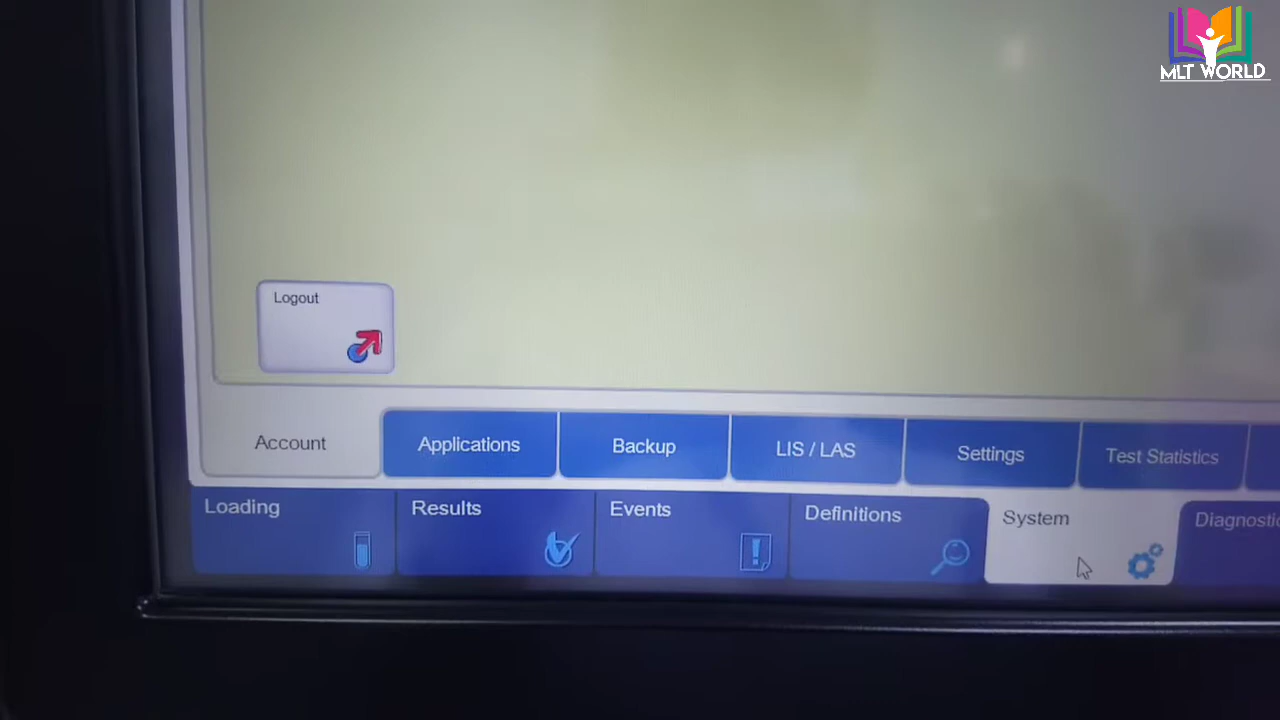 MLT WORLD
Logout
Account
Applications
Backup
LIS / LAS
Settings
Test Statistics
Loading
Results
Events
Definitions
System